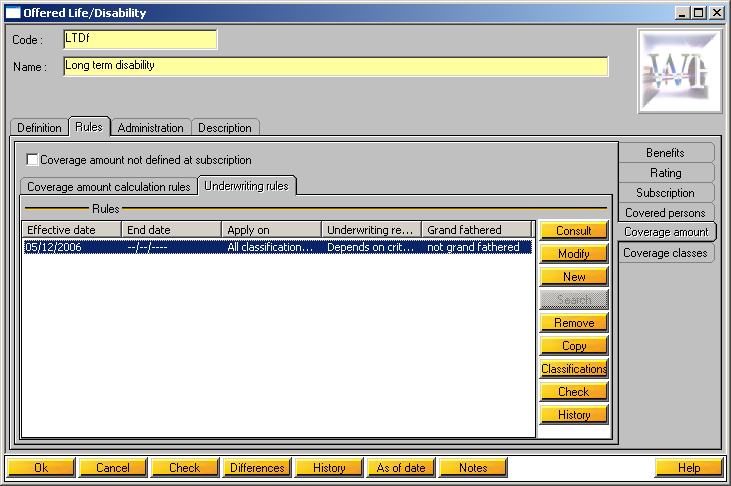 Offered Life/Disability
Code :
LTDf
Name :
Long term disability
Definition
Rules
Administration
Description
Coverage amount not defined at subscription
Coverage amount calculation rules
Underwriting rules
Rules
Effective date End date Apply on Underwriting re... Grand fathered
05/12/2006 --/--/---- All classification... Depends on crit... not grand fathered
Consult
Modify
New
Search
Remove
Copy
Classifications
Check
History
Benefits
Rating
Subscription
Covered persons
Coverage amount
Coverage classes
Ok Cancel Check Differences History As of date Notes Help